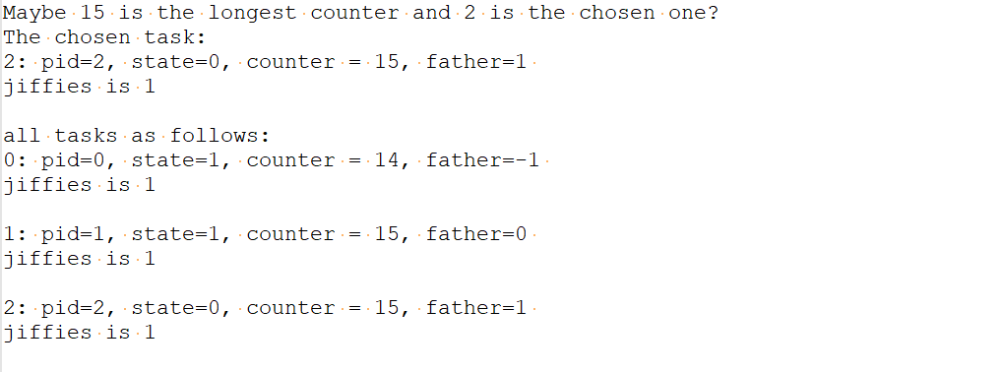 Maybe 15 is the longest counter and 2 is the chosen one?
The chosen task:
2: pid=2, state=0, counter = 15, father=1
jiffies is 1
all tasks as follows:
0: pid=0, state=1, counter = 14, father=-1
jiffies is 1
1: pid=1, state=1, counter = 15, father=0
jiffies is 1
2: pid=2, state=0, counter = 15, father=1
jiffies is 1